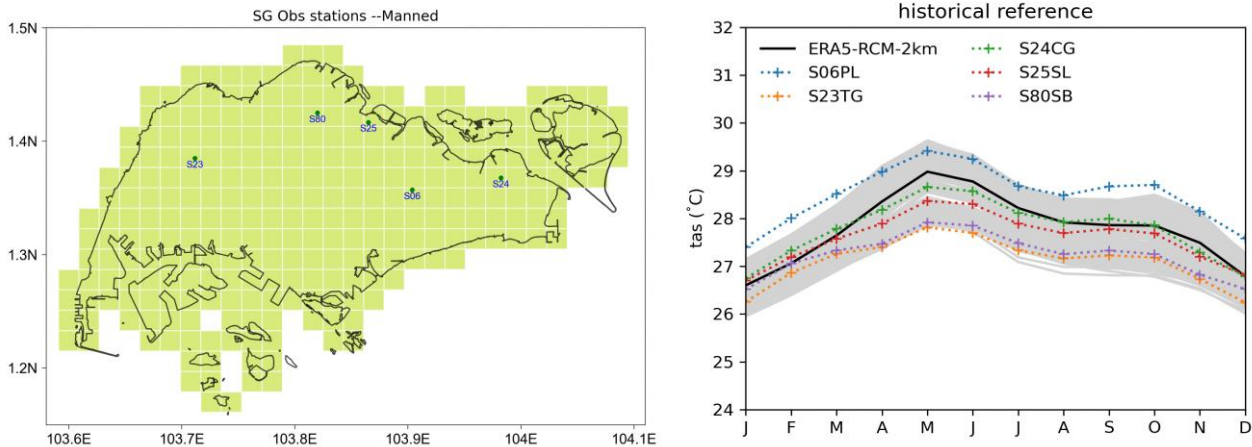 SG Obs stations --Manned
1.5N
1.4N
1.3N
1.2N
S80
S25
S23
S06
S24
103.6E
103.7E
103.8E
103.9E
104E
104.1E
historical reference
tas (˚C)
32
31
30
29
28
27
26
25
24
ERA5-RCM-2km
S06PL
S23TG
S24CG
S25SL
S80SB
J F M A M J J A S O N D